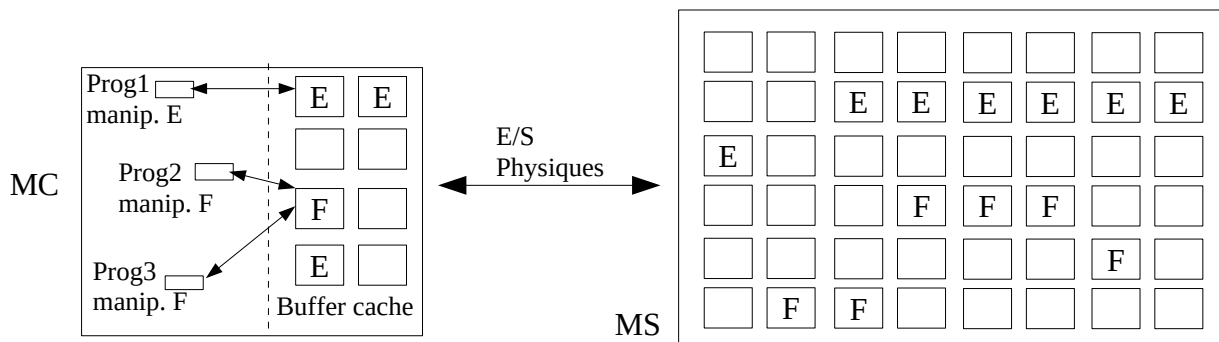 Prog1
manip. E
E E
E/S
Physiques
MC
Prog2
manip. F
F
Prog3
manip. F
E
Buffer cache
MS
E E E E E E
E
F F F
F
F F